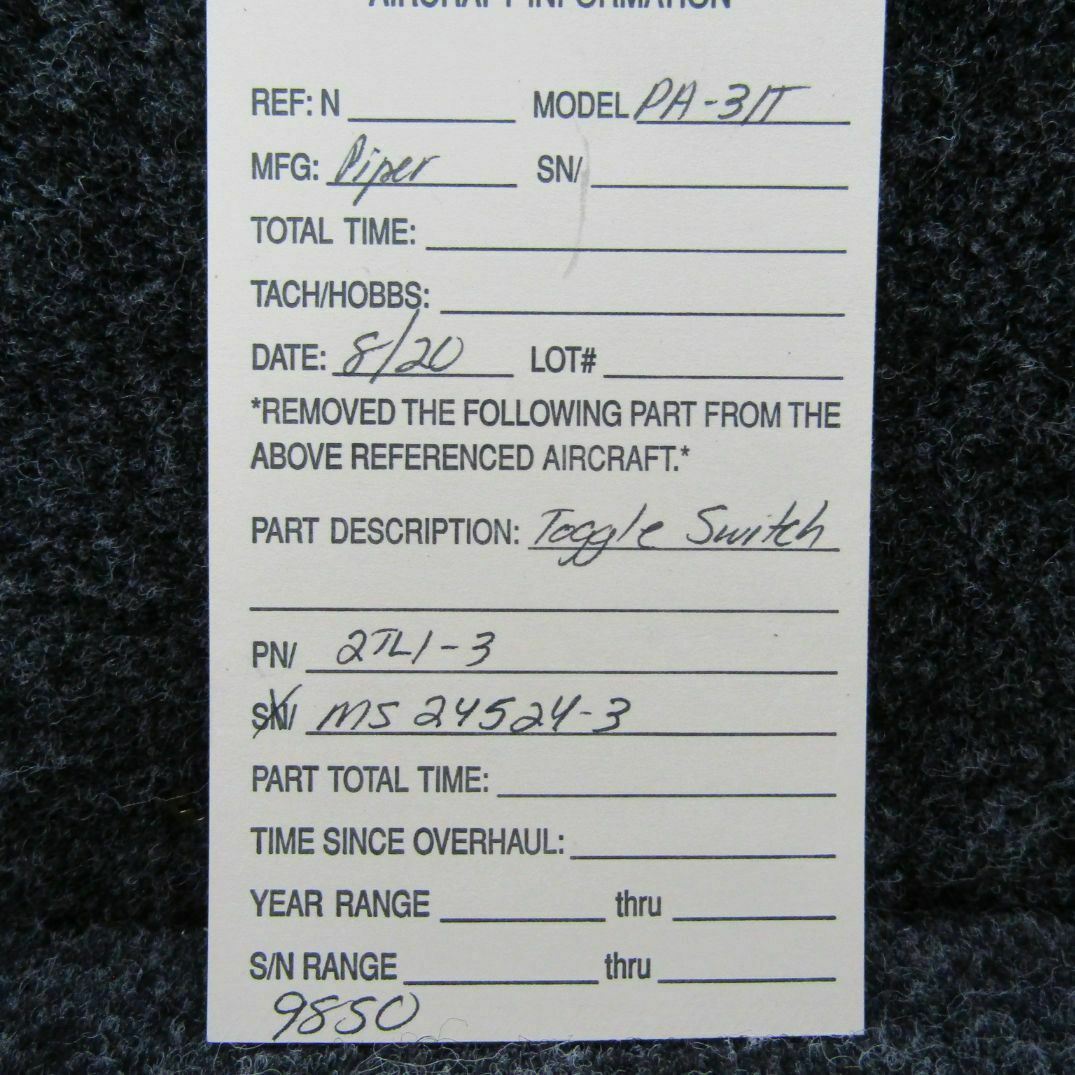 AIRCRAFT INFORMATION
REF: N MODEL PA-31T
MFG: Piper SN/
TOTAL TIME:
TACH/HOBBS:
DATE: 8/20 LOT#
*REMOVED THE FOLLOWING PART FROM THE
ABOVE REFERENCED AIRCRAFT.*
PART DESCRIPTION: Toggle Switch
PN/ 2TL1-3
SN/ MS 24524-3
PART TOTAL TIME:
TIME SINCE OVERHAUL:
YEAR RANGE thru
S/N RANGE thru
9850